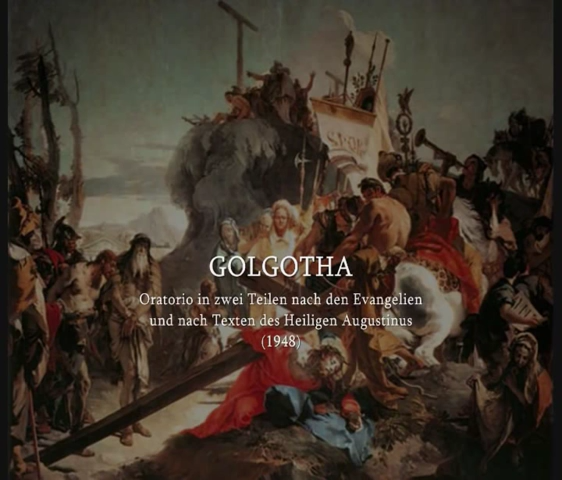 GOLGOTHA
Oratorio in zwei Teilen nach den Evangelien
und nach Texten des Heiligen Augustinus
(1948)